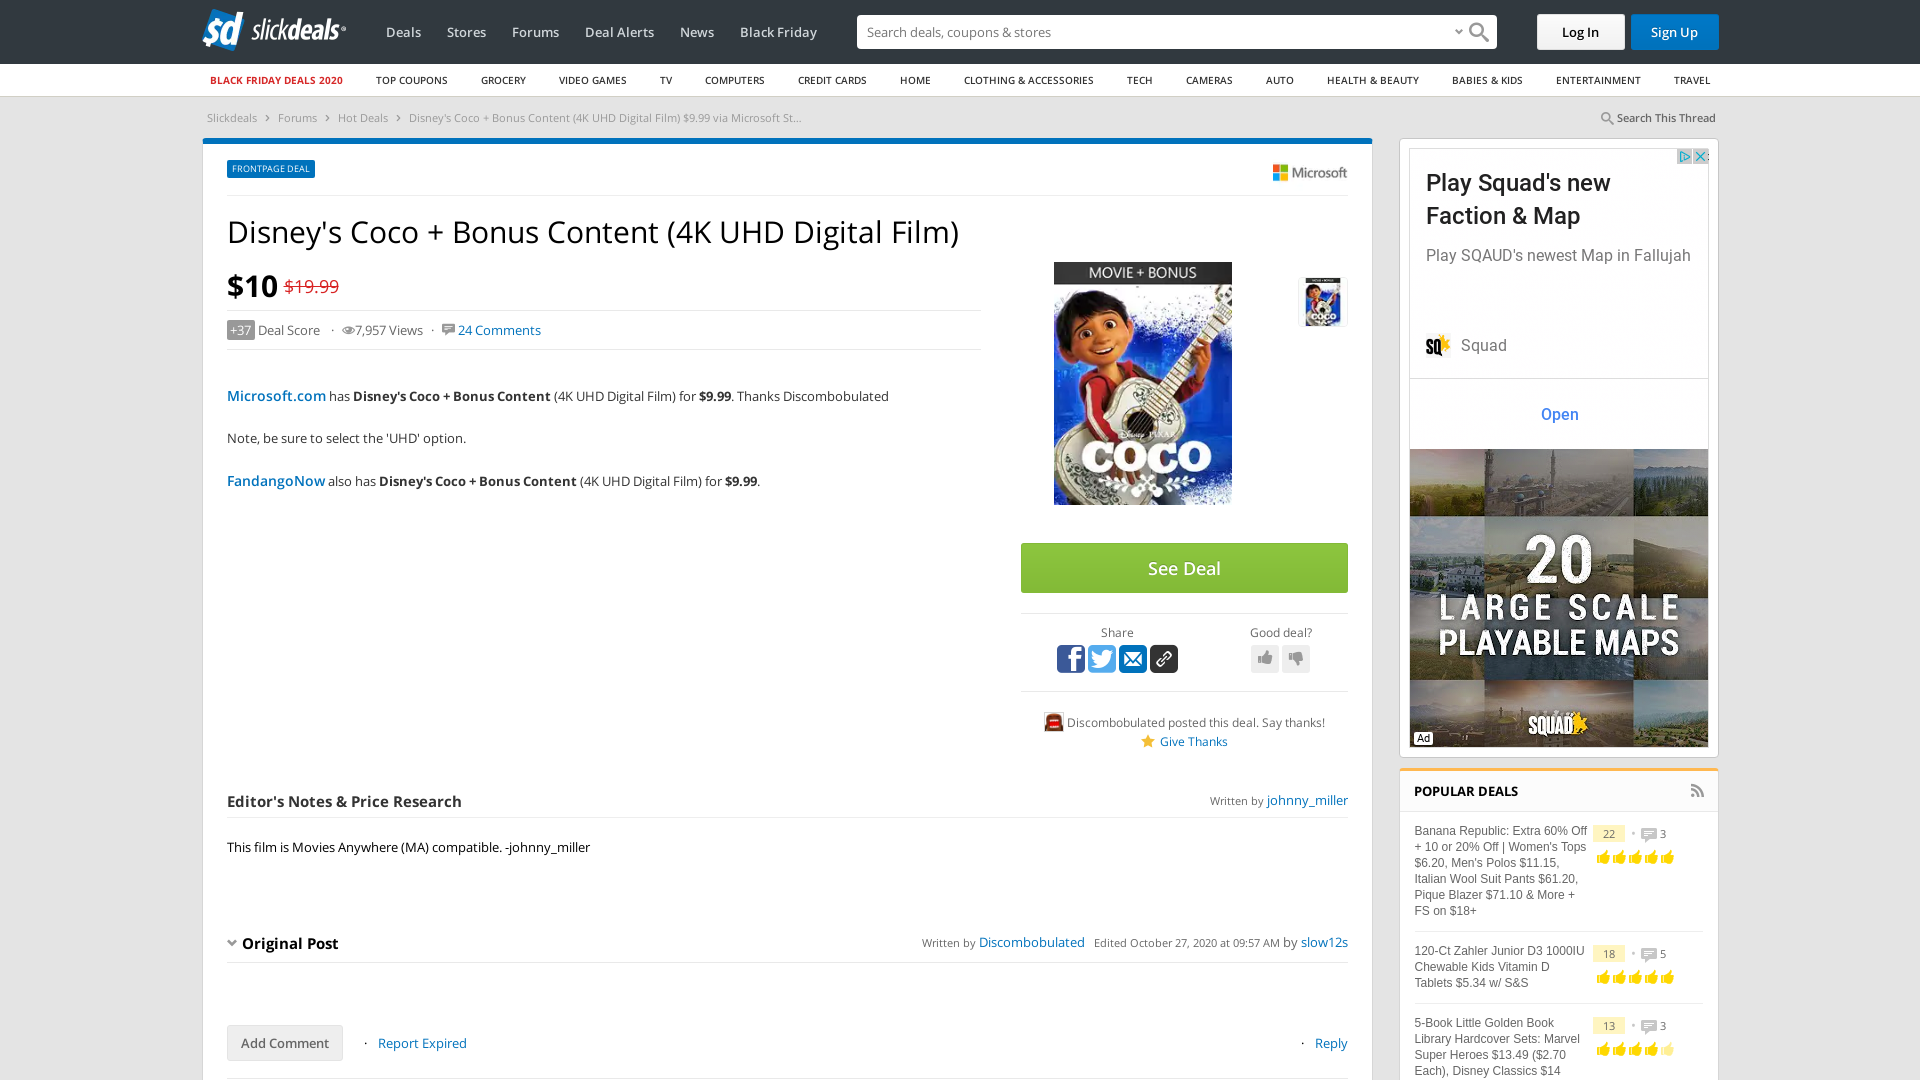 sd slickdeals
Deals Stores Forums Deal Alerts News Black Friday
Search deals, coupons & stores
Log In
Sign Up
BLACK FRIDAY DEALS 2020 TOP COUPONS GROCERY VIDEO GAMES TV COMPUTERS CREDIT CARDS HOME CLOTHING & ACCESSORIES TECH CAMERAS AUTO HEALTH & BEAUTY BABIES & KIDS ENTERTAINMENT TRAVEL
Slickdeals › Forums › Hot Deals › Disney's Coco + Bonus Content (4K UHD Digital Film) $9.99 via Microsoft St...
Search This Thread
FRONTPAGE DEAL
Microsoft
Disney's Coco + Bonus Content (4K UHD Digital Film)
$10 $19.99
+37 Deal Score · 7,957 Views · 24 Comments
Microsoft.com has Disney's Coco + Bonus Content (4K UHD Digital Film) for $9.99. Thanks Discombobulated
Note, be sure to select the 'UHD' option.
FandangoNow also has Disney's Coco + Bonus Content (4K UHD Digital Film) for $9.99.
MOVIE + BONUS
Disney PIXAR
COCO
See Deal
Share
Good deal?
Discombobulated posted this deal. Say thanks!
Give Thanks
Editor's Notes & Price Research
Written by johnny_miller
This film is Movies Anywhere (MA) compatible. -johnny_miller
Original Post
Written by Discombobulated Edited October 27, 2020 at 09:57 AM by slow12s
Add Comment
· Report Expired
· Reply
Play Squad's new
Faction & Map
Play SQAUD's newest Map in Fallujah
SQ
Squad
Open
20
LARGE SCALE
PLAYABLE MAPS
SQUAD
Ad
POPULAR DEALS
Banana Republic: Extra 60% Off
+ 10 or 20% Off | Women's Tops
$6.20, Men's Polos $11.15,
Italian Wool Suit Pants $61.20,
Pique Blazer $71.10 & More +
FS on $18+
22 • 3
120-Ct Zahler Junior D3 1000IU
Chewable Kids Vitamin D
Tablets $5.34 w/ S&S
18 • 5
5-Book Little Golden Book
Library Hardcover Sets: Marvel
Super Heroes $13.49 ($2.70
Each), Disney Classics $14
13 • 3